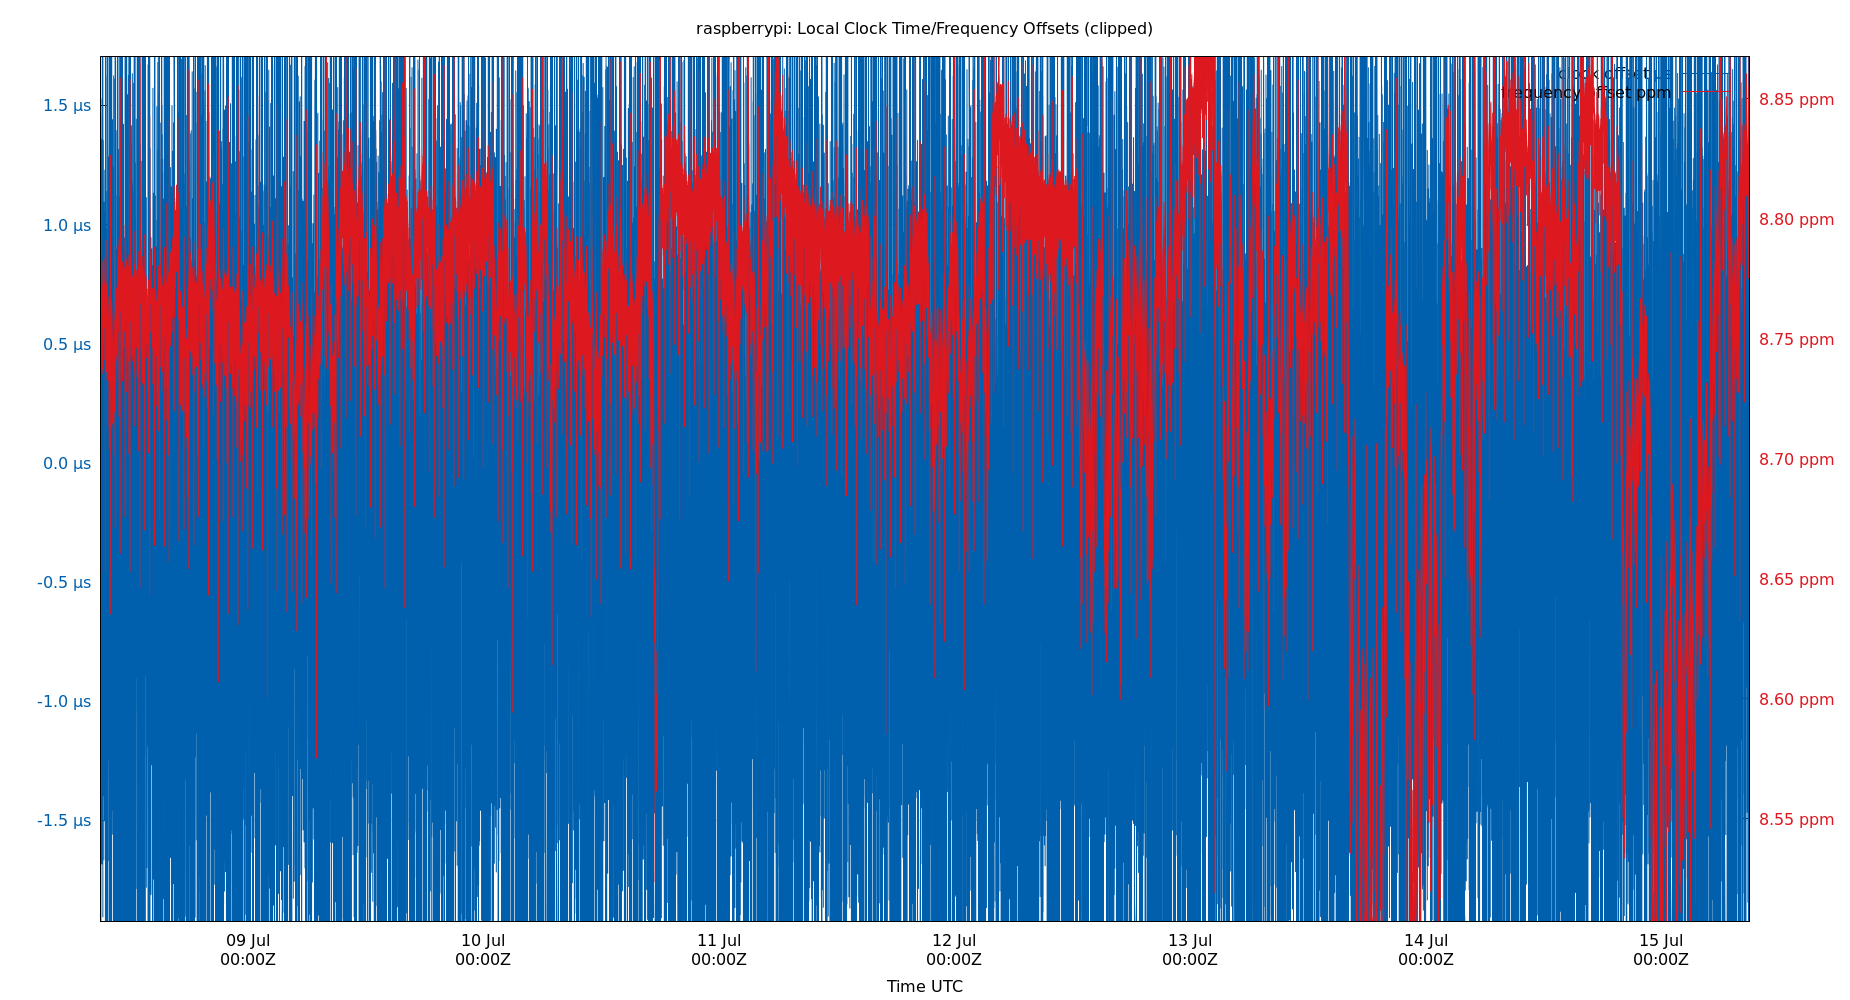 raspberrypi: Local Clock Time/Frequency Offsets (clipped)
clock offset µs
frequency offset ppm
1.5 µs
1.0 µs
0.5 µs
0.0 µs
-0.5 µs
-1.0 µs
-1.5 µs
8.85 ppm
8.80 ppm
8.75 ppm
8.70 ppm
8.65 ppm
8.60 ppm
8.55 ppm
09 Jul
00:00Z
10 Jul
00:00Z
11 Jul
00:00Z
12 Jul
00:00Z
13 Jul
00:00Z
14 Jul
00:00Z
15 Jul
00:00Z
Time UTC